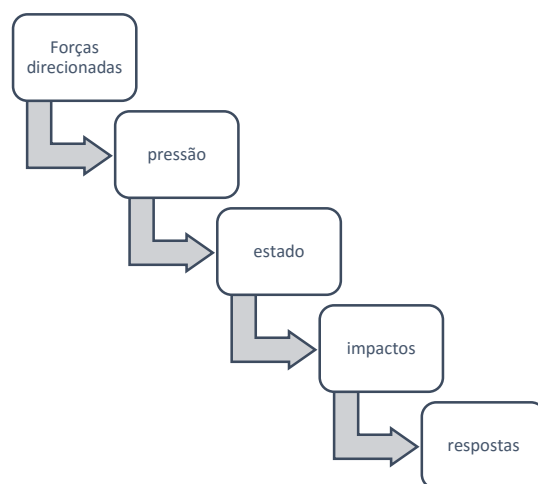 Forças
direcionadas
pressão
estado
impactos
respostas